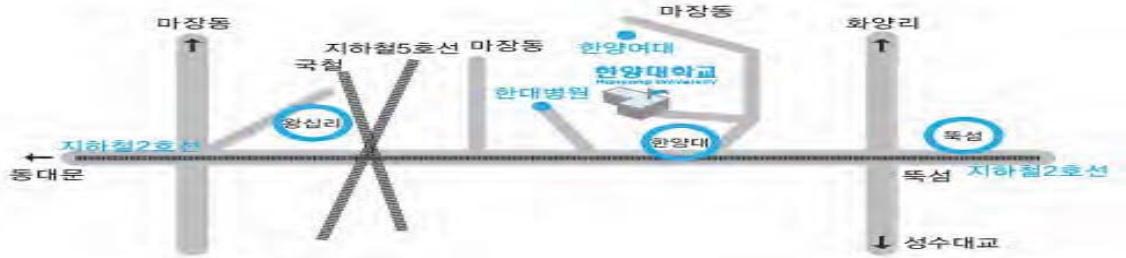 마장동
마장동
화양리
지하철5호선
마장동
한양여대
국철
한양대학교
Hanyang University
한대병원
왕십리
지하철2호선
한양대
뚝섬
동대문
뚝섬
지하철2호선
성수대교